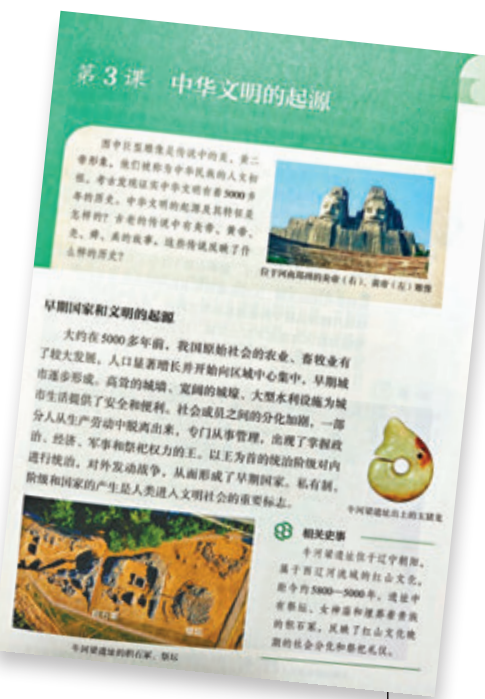 第3课 中华文明的起源
图中巨型雕像是传说中的炎、黄二
帝形象，他们被称为中华民族的人文初
祖。考古发现证实中华文明有着5000多
年的历史。中华文明的起源及其特征是
怎样的？古老的传说中有炎帝、黄帝、
尧、舜、禹的故事，这些传说反映了什
么样的历史？
位于河南郑州的炎帝（右）、黄帝（左）雕像
早期国家和文明的起源
大约在5000多年前，我国原始社会的农业、畜牧业有
了较大发展，人口显著增长并开始向区域中心集中，早期城
市逐步形成。高耸的城墙、宽阔的城壕、大型水利设施为城
市生活提供了安全和便利。社会成员之间的分化加剧，一部
分人从生产劳动中脱离出来，专门从事管理，出现了掌握政
治、经济、军事和祭祀权力的王。以王为首的统治阶级对内
进行统治，对外发动战争，从而形成了早期国家。私有制、
阶级和国家的产生是人类进入文明社会的重要标志。
牛河梁遗址出土的玉猪龙
相关史事
牛河梁遗址位于辽宁朝阳，
属于西辽河流域的红山文化，
距今约5800—5000年。遗址中
有祭坛、女神庙和埋葬着贵族
的积石冢，反映了红山文化晚
期的社会分化和祭祀礼仪。
牛河梁遗址的积石冢、祭坛